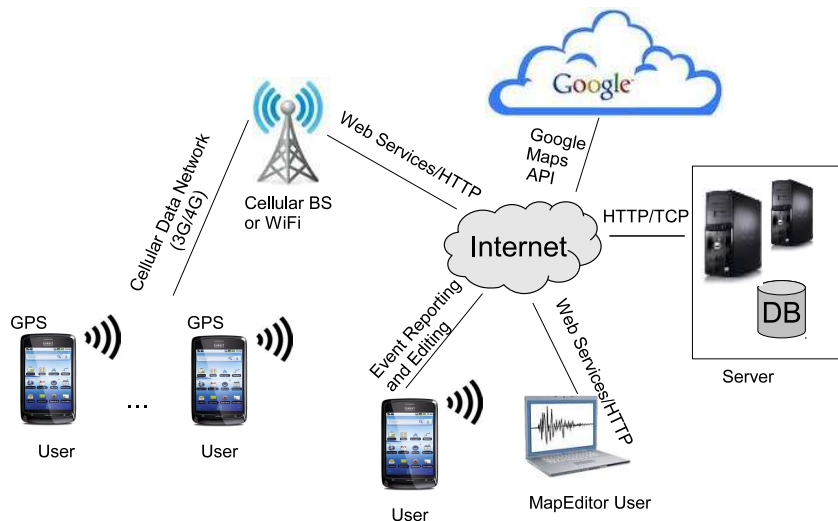 Google
Google
Maps
API
Web Services/HTTP
Cellular BS
or WiFi
Cellular Data Network
(3G/4G)
HTTP/TCP
Internet
DB
Server
GPS
GPS
...
User
User
Event Reporting
and Editing
Web Services/HTTP
User
MapEditor User